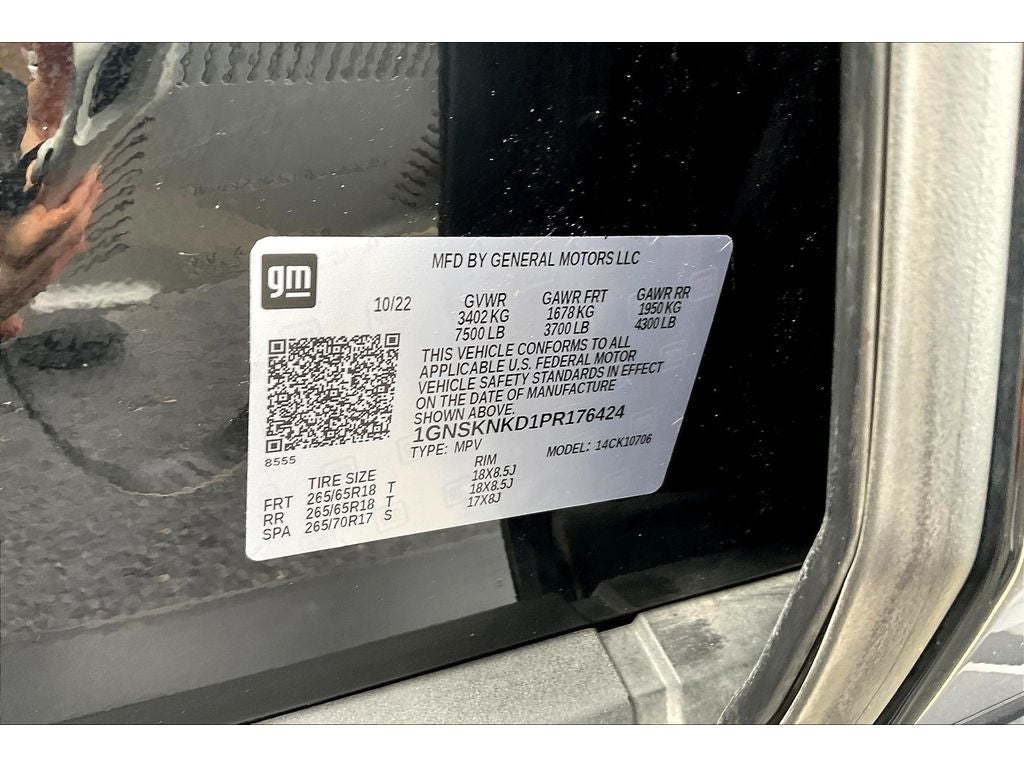 gm
MFD BY GENERAL MOTORS LLC
10/22
GVWR GAWR FRT GAWR RR
3402 KG 1678 KG 1950 KG
7500 LB 3700 LB 4300 LB
THIS VEHICLE CONFORMS TO ALL
APPLICABLE U.S. FEDERAL MOTOR
VEHICLE SAFETY STANDARDS IN EFFECT
ON THE DATE OF MANUFACTURE
SHOWN ABOVE.
1GNSKNKD1PR176424
TYPE: MPV MODEL: 14CK10706
8555
TIRE SIZE RIM
FRT 265/65R18 T 18X8.5J
RR 265/65R18 T 18X8.5J
SPA 265/70R17 S 17X8J